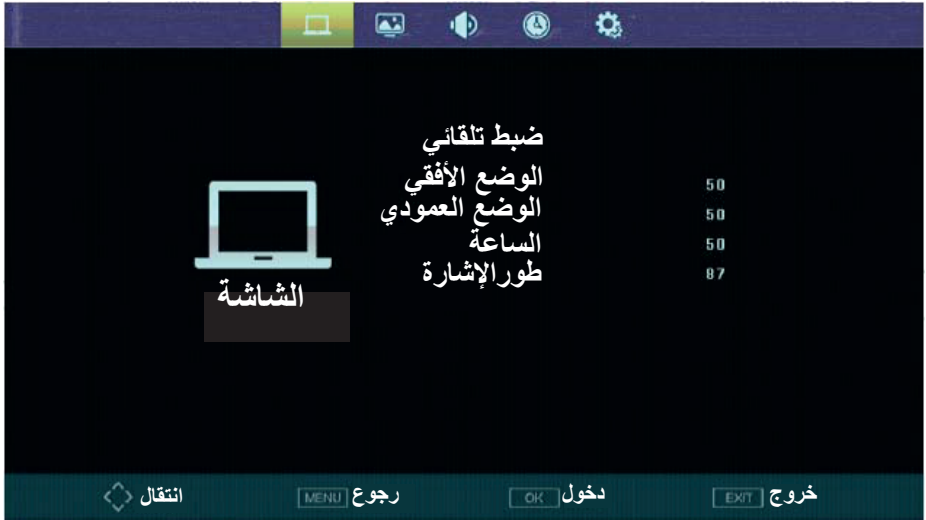 ضبط تلقائي
الوضع الأفقي 50
الوضع العمودي 50
الساعة 50
طورالإشارة 87
الشاشة
خروج EXIT دخول OK رجوع MENU انتقال